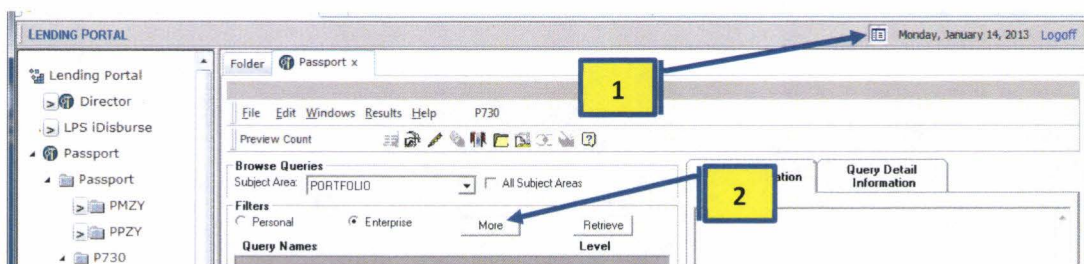 LENDING PORTAL
Monday, January 14, 2013 Logoff
Lending Portal
Director
LPS iDisburse
Passport
Passport
PMZY
PPZY
P730
Folder Passport x
1
File Edit Windows Results Help P730
Preview Count
Browse Queries
Subject Area: PORTFOLIO All Subject Areas
Filters
Personal Enterprise More Retrieve
Query Names Level
2
ation
Query Detail
Information